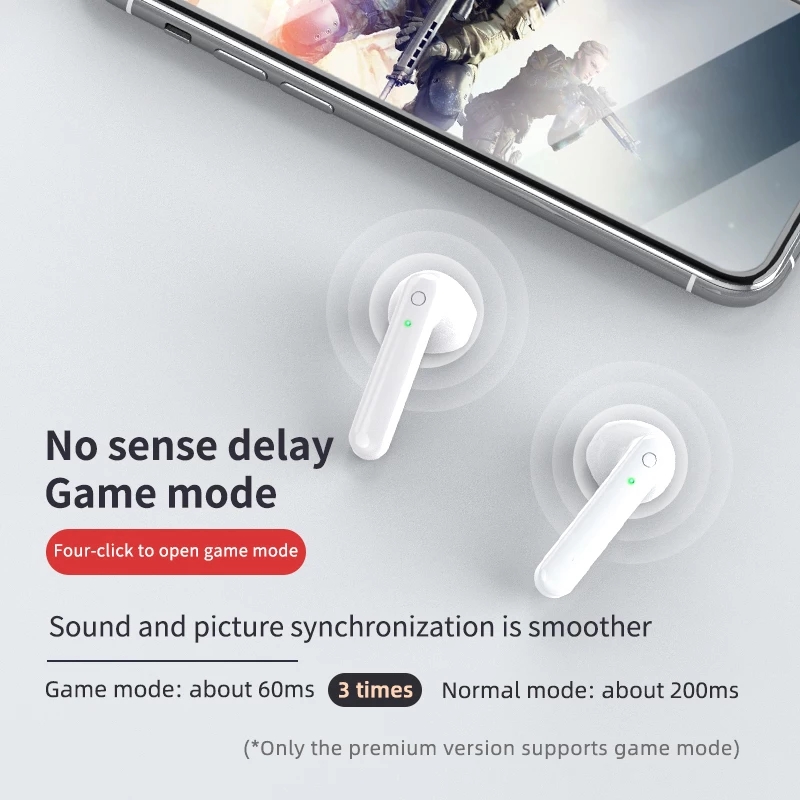 No sense delay
Game mode
Four-click to open game mode
Sound and picture synchronization is smoother
Game mode: about 60ms 3 times Normal mode: about 200ms
(*Only the premium version supports game mode)